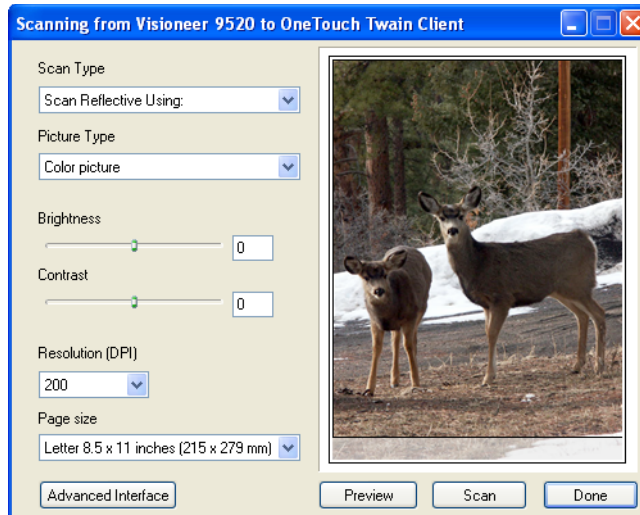 Scanning from Visioneer 9520 to OneTouch Twain Client
Scan Type
Scan Reflective Using:
Picture Type
Color picture
Brightness
0
Contrast
0
Resolution (DPI)
200
Page size
Letter 8.5 x 11 inches (215 x 279 mm)
Advanced Interface
Preview
Scan
Done